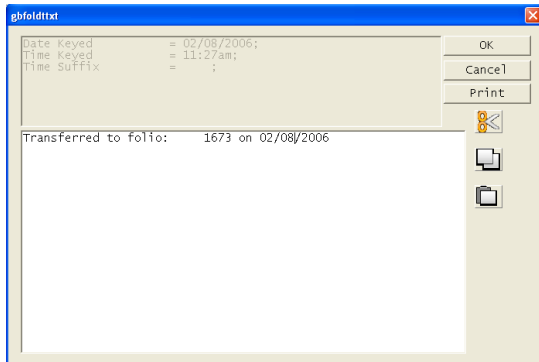 gbfoldttxt
Date Keyed = 02/08/2006;
Time Keyed = 11:27am;
Time Suffix = ;
OK
Cancel
Print
Transferred to folio: 1673 on 02/08/2006